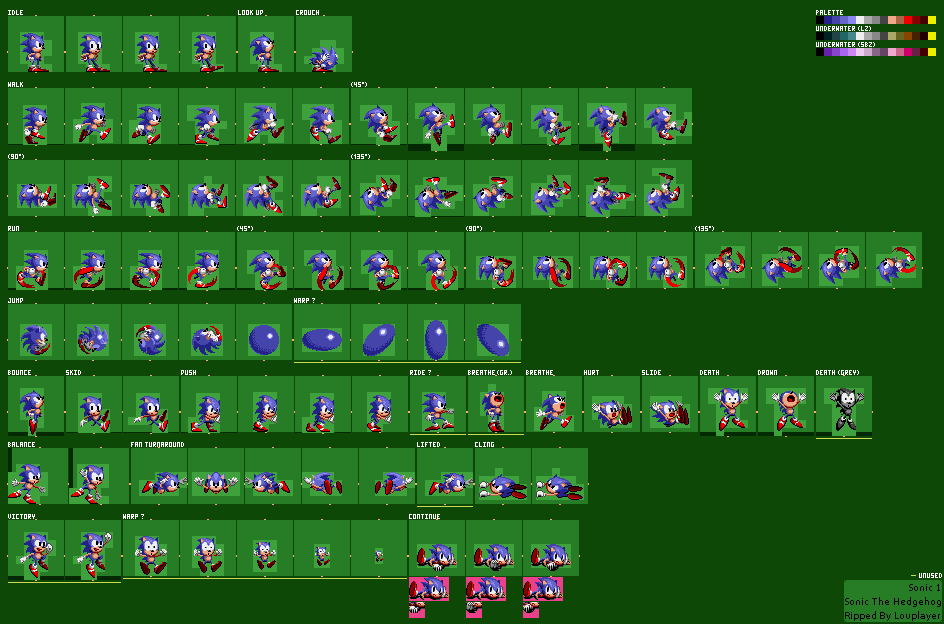 IDLE
LOOK UP
CROUCH
PALETTE
UNDERWATER (LZ)
UNDERWATER (SBZ)
WALK
(45°)
(90°)
(135°)
RUN
(45°)
(90°)
(135°)
JUMP
WARP ?
BOUNCE
SKID
PUSH
RIDE ?
BREATHE(GR.)
BREATHE
HURT
SLIDE
DEATH
DROWN
DEATH (GREY)
BALANCE
FAN TURNAROUND
LIFTED
CLING
VICTORY
WARP ?
CONTINUE
— UNUSED
Sonic 1
Sonic The Hedgehog
Ripped By Louplayer